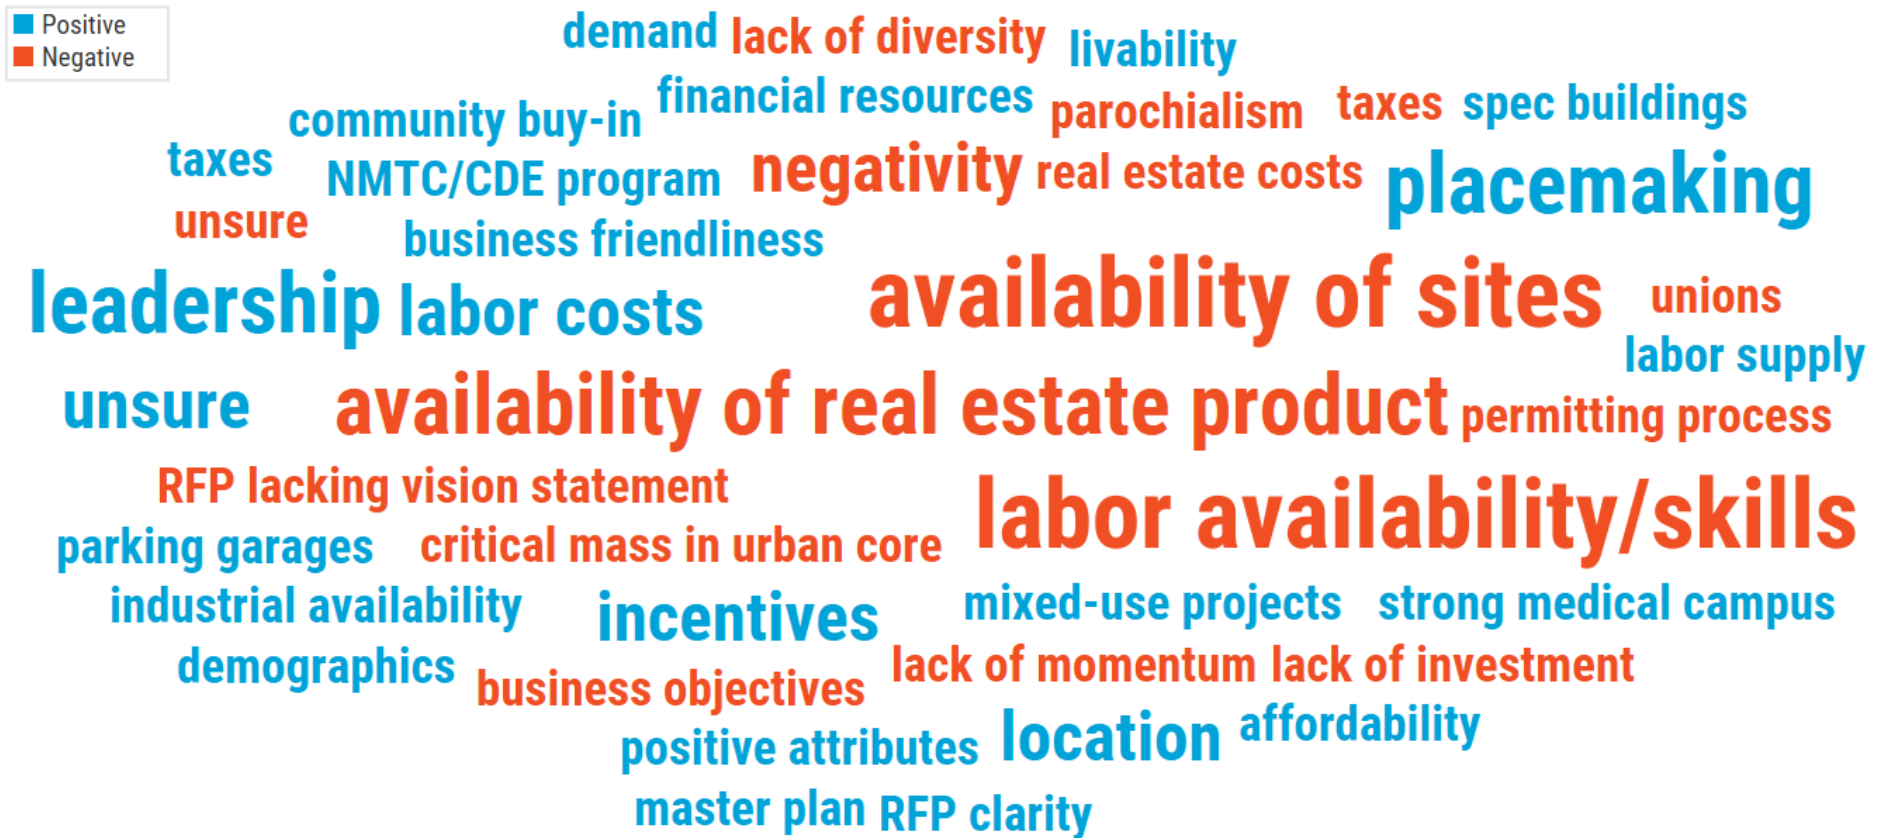 Positive
Negative
demand lack of diversity livability
community buy-in financial resources parochialism taxes spec buildings
taxes NMTC/CDE program negativity real estate costs placemaking
unsure business friendliness
leadership labor costs availability of sites unions
labor supply
unsure availability of real estate product permitting process
RFP lacking vision statement labor availability/skills
parking garages critical mass in urban core
industrial availability incentives mixed-use projects strong medical campus
demographics business objectives lack of momentum lack of investment
positive attributes location affordability
master plan RFP clarity